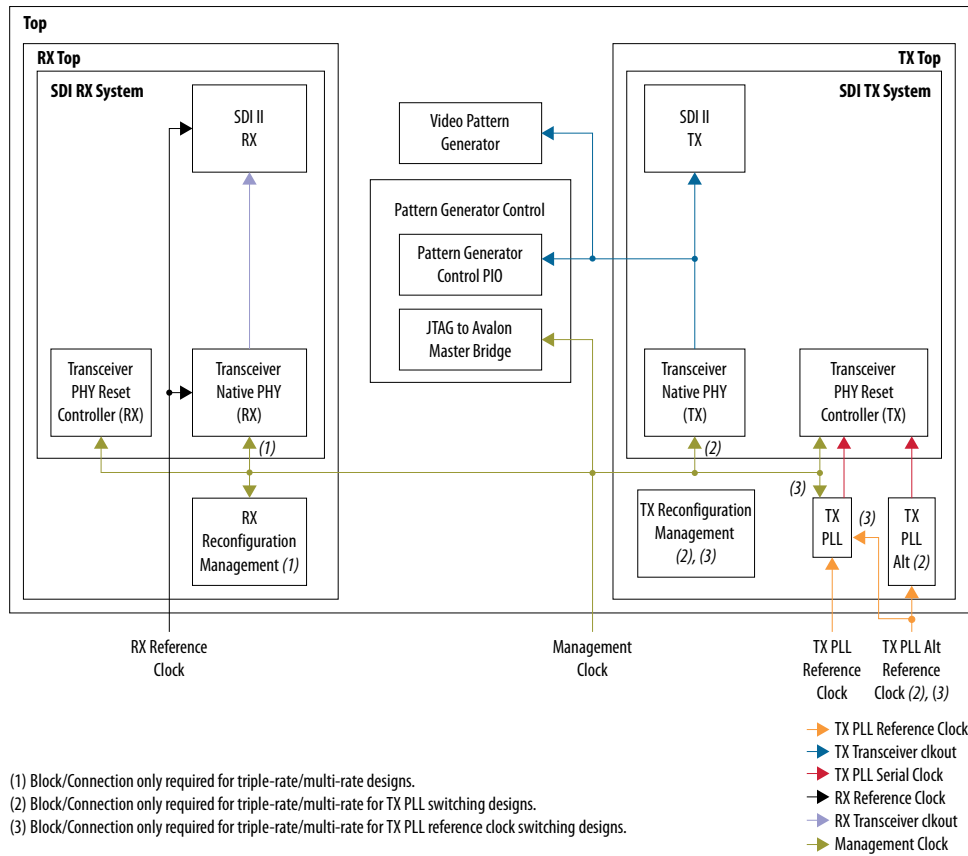 Top
RX Top
SDI RX System
SDI II
RX
Transceiver
PHY Reset
Controller (RX)
Transceiver
Native PHY
(RX)
(1)
RX
Reconfiguration
Management (1)
Video Pattern
Generator
Pattern Generator Control
Pattern Generator
Control PIO
JTAG to Avalon
Master Bridge
TX Top
SDI TX System
SDI II
TX
Transceiver
Native PHY
(TX)
(2)
Transceiver
PHY Reset
Controller (TX)
TX Reconfiguration
Management
(2), (3)
(3)
TX
PLL
(3)
TX
PLL
Alt (2)
RX Reference
Clock
Management
Clock
TX PLL
Reference
Clock
TX PLL Alt
Reference
Clock (2), (3)
TX PLL Reference Clock
TX Transceiver clkout
TX PLL Serial Clock
RX Reference Clock
RX Transceiver clkout
Management Clock
(1) Block/Connection only required for triple-rate/multi-rate designs.
(2) Block/Connection only required for triple-rate/multi-rate for TX PLL switching designs.
(3) Block/Connection only required for triple-rate/multi-rate for TX PLL reference clock switching designs.